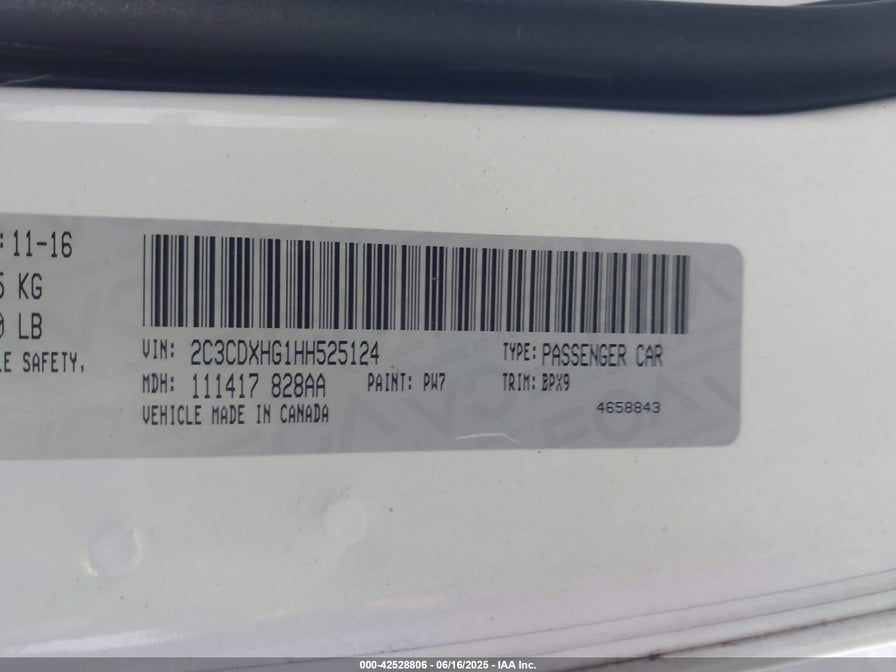 : 11-16
5 KG
0 LB
LE SAFETY,
VIN: 2C3CDXHG1HH525124
TYPE: PASSENGER CAR
MDH: 111417 828AA
PAINT: PW7
TRIM: BPX9
VEHICLE MADE IN CANADA
4658843
000-42528806 - 06/16/2025 - IAA Inc.